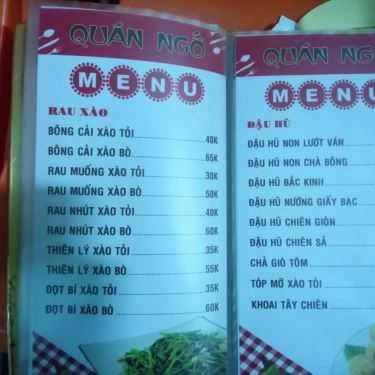 QUÁN NGỐ
MENU
RAU XÀO
BÔNG CẢI XÀO TỎI 40K
BÔNG CẢI XÀO BÒ 65K
RAU MUỐNG XÀO TỎI 30K
RAU MUỐNG XÀO BÒ 50K
RAU NHÚT XÀO TỎI 40K
RAU NHÚT XÀO BÒ 60K
THIÊN LÝ XÀO TỎI 35K
THIÊN LÝ XÀO BÒ 55K
ĐỌT BÍ XÀO TỎI 35K
ĐỌT BÍ XÀO BÒ 60K
QUÁN NGỐ
MENU
ĐẬU HŨ
ĐẬU HŨ NON LƯỚT VÁN
ĐẬU HŨ NON CHÀ BÔNG
ĐẬU HŨ BẮC KINH
ĐẬU HŨ NƯỚNG GIẤY BẠC
ĐẬU HŨ CHIÊN GIÒN
ĐẬU HŨ CHIÊN SẢ
CHẢ GIÒ TÔM
TÓP MỠ XÀO TỎI
KHOAI TÂY CHIÊN